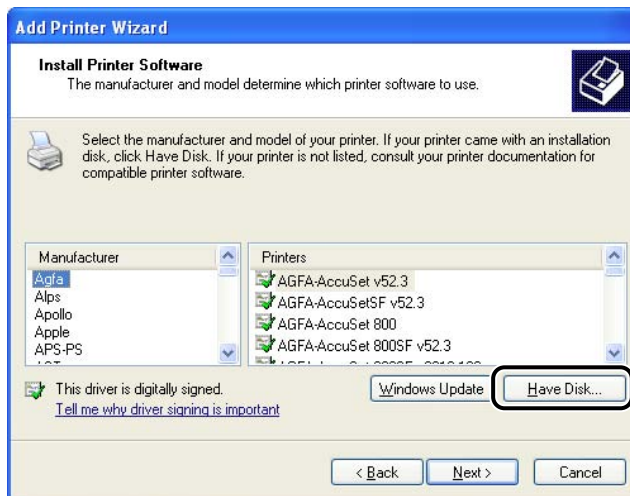 Add Printer Wizard
Install Printer Software
The manufacturer and model determine which printer software to use.
Select the manufacturer and model of your printer. If your printer came with an installation
disk, click Have Disk. If your printer is not listed, consult your printer documentation for
compatible printer software.
Manufacturer
Agfa
Alps
Apollo
Apple
APS-PS
Printers
AGFA-AccuSet v52.3
AGFA-AccuSetSF v52.3
AGFA-AccuSet 800
AGFA-AccuSet 800SF v52.3
This driver is digitally signed.
Tell me why driver signing is important
Windows Update
Have Disk...
< Back
Next >
Cancel